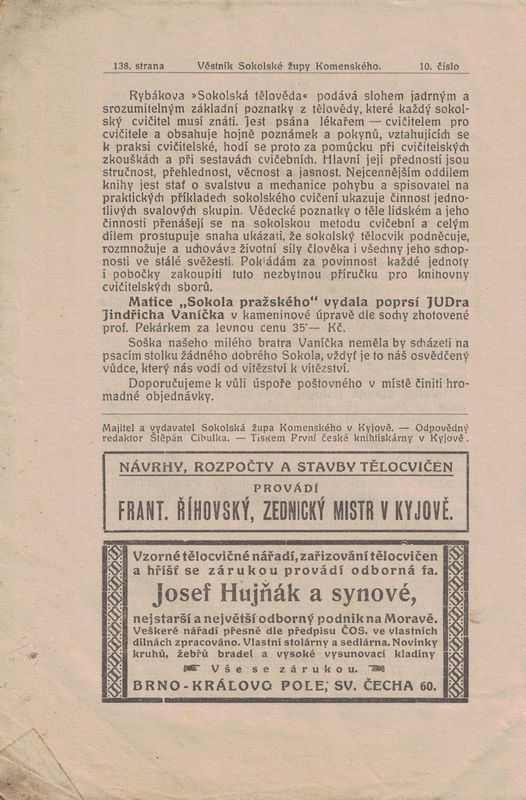 138. strana Věstník Sokolské župy Komenského. 10. číslo
Rybákova »Sokolská tělověda« podává slohem jadrným a
srozumitelným základní poznatky z tělovědy, které každý sokol-
ský cvičitel musí znáti. Jest psána lékařem — cvičitelem pro
cvičitele a obsahuje hojně poznámek a pokynů, vztahujících se
k praksi cvičitelské, hodí se proto za pomůcku při cvičitelských
zkouškách a při sestavách cvičebních. Hlavní její předností jsou
stručnost, přehlednost, věcnost a jasnost. Nejcennějším oddílem
knihy jest stať o svalstvu a mechanice pohybu a spisovatel na
praktických příkladech sokolského cvičení ukazuje činnost jedno-
tlivých svalových skupin. Vědecké poznatky o těle lidském a jeho
činnosti přenášejí se na sokolskou metodu cvičební a celým
dílem prostupuje snaha ukázati, že sokolský tělocvik podněcuje,
rozmnožuje a uchovává životní síly člověka i všechny jeho schop-
nosti ve stálé svěžesti. Pokládám za povinnost každé jednoty
i pobočky zakoupiti tuto nezbytnou příručku pro knihovny
cvičitelských sborů.
Matice „Sokola pražského“ vydala poprsí JUDra
Jindřicha Vaníčka v kameninové úpravě dle sochy zhotovené
prof. Pekárkem za levnou cenu 35·— Kč.
Soška našeho milého bratra Vaníčka neměla by scházeti na
psacím stolku žádného dobrého Sokola, vždyť je to náš osvědčený
vůdce, který nás vodí od vítězství k vítězství.
Doporučujeme k vůli úspoře poštovného v místě činiti hro-
madné objednávky.
Majitel a vydavatel Sokolská župa Komenského v Kyjově. — Odpovědný
redaktor Štěpán Cibulka. — Tiskem První české knihtiskárny v Kyjově.
NÁVRHY, ROZPOČTY A STAVBY TĚLOCVIČEN
PROVÁDÍ
FRANT. ŘÍHOVSKÝ, ZEDNICKÝ MISTR V KYJOVĚ.
Vzorné tělocvičné nářadí, zařizování tělocvičen
a hřišť se zárukou provádí odborná fa.
Josef Hujňák a synové,
nejstarší a největší odborný podnik na Moravě.
Veškeré nářadí přesně dle předpisu ČOS. ve vlastních
dílnách zpracováno. Vlastní stolárny a sedlárna. Novinky
kruhů, žebřů bradel a vysoké vysunovací kladiny
Vše se zárukou.
BRNO-KRÁLOVO POLE, SV. ČECHA 60.